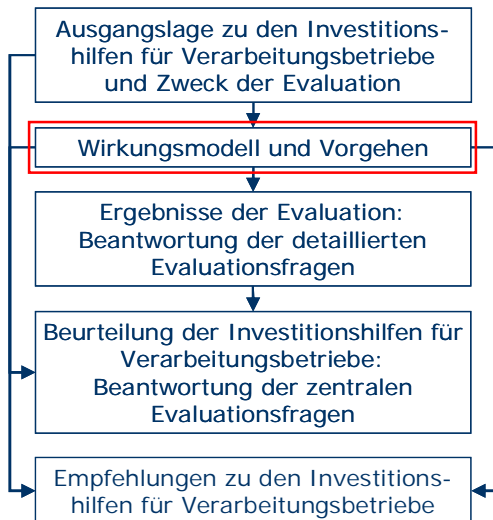 Ausgangslage zu den Investitions-
hilfen für Verarbeitungsbetriebe
und Zweck der Evaluation
Wirkungsmodell und Vorgehen
Ergebnisse der Evaluation:
Beantwortung der detaillierten
Evaluationsfragen
Beurteilung der Investitionshilfen für
Verarbeitungsbetriebe:
Beantwortung der zentralen
Evaluationsfragen
Empfehlungen zu den Investitions-
hilfen für Verarbeitungsbetriebe